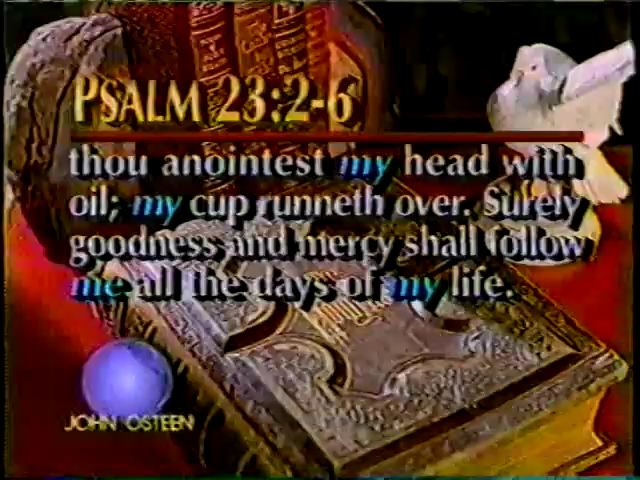 PSALM 23:2-6
thou anointest my head with
oil; my cup runneth over. Surely
goodness and mercy shall follow
me all the days of my life.
JOHN OSTEEN